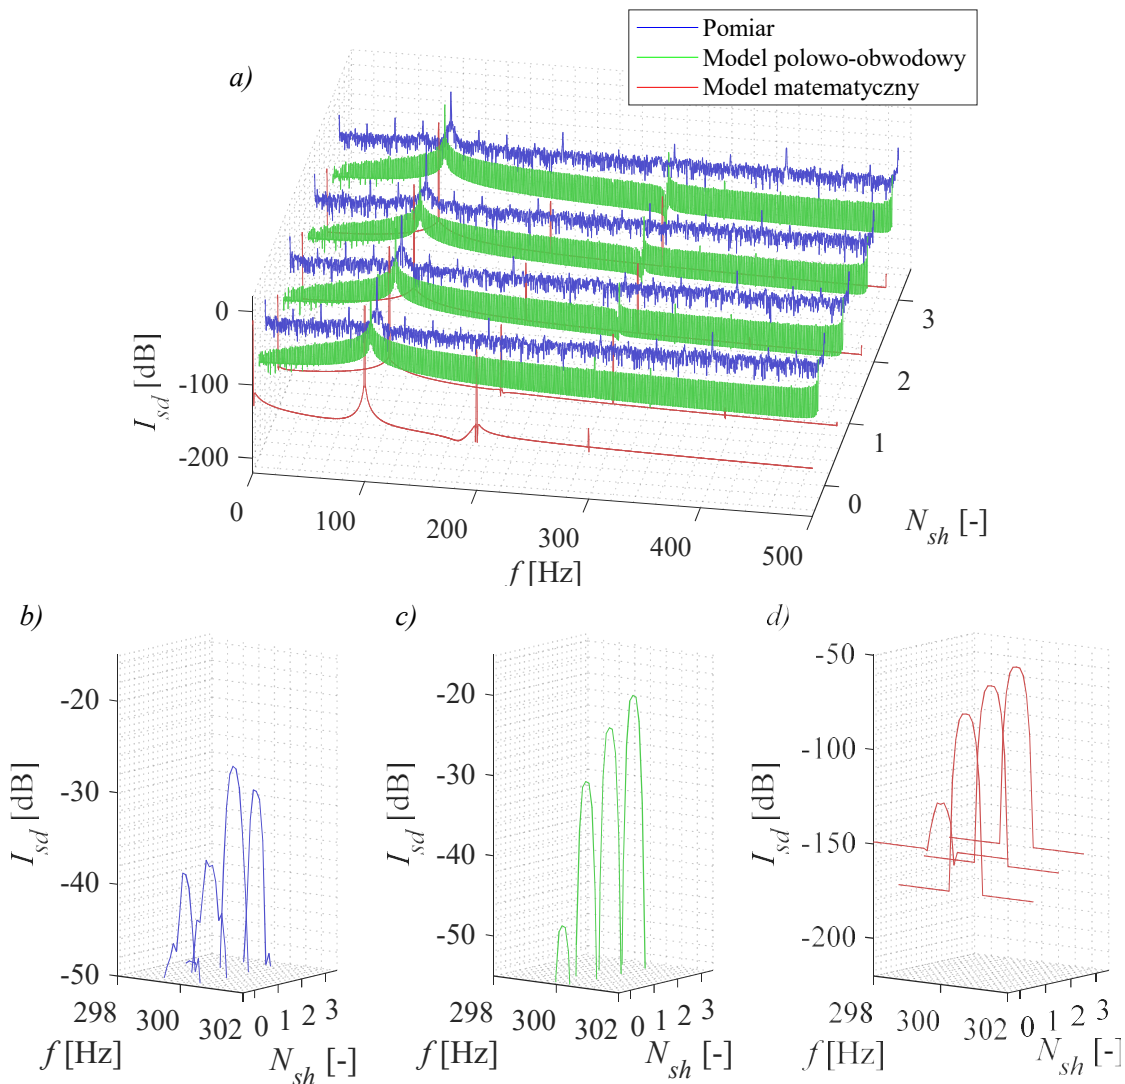 Pomiar
Model polowo-obwodowy
Model matematyczny
a)
0
-100
-200
I_sd [dB]
0
100
200
300
400
500
f [Hz]
0
1
2
3
N_sh [-]
b)
-20
-30
-40
-50
I_sd [dB]
298
300
302
f [Hz]
0 1 2 3
N_sh [-]
c)
-20
-30
-40
-50
I_sd [dB]
298
300
302
f [Hz]
0 1 2 3
N_sh [-]
d)
-50
-100
-150
-200
I_sd [dB]
298
300
302
f [Hz]
0 1 2 3
N_sh [-]